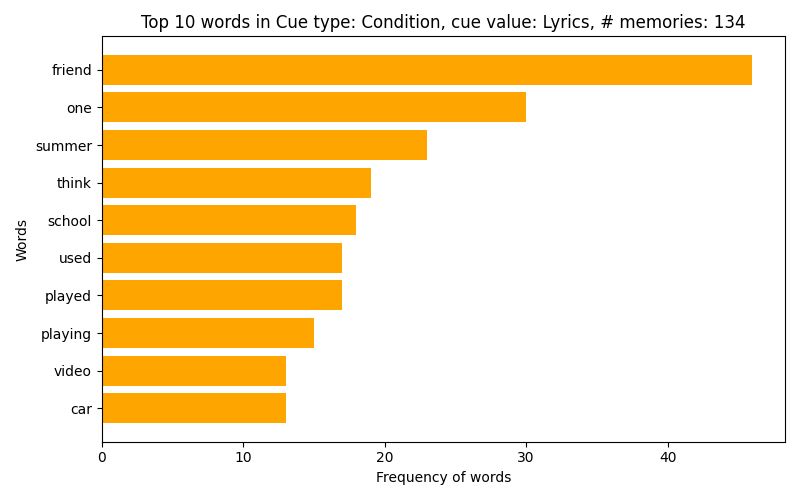 Top 10 words in Cue type: Condition, cue value: Lyrics, # memories: 134
friend
one
summer
think
school
used
played
playing
video
car
Words
0 10 20 30 40
Frequency of words